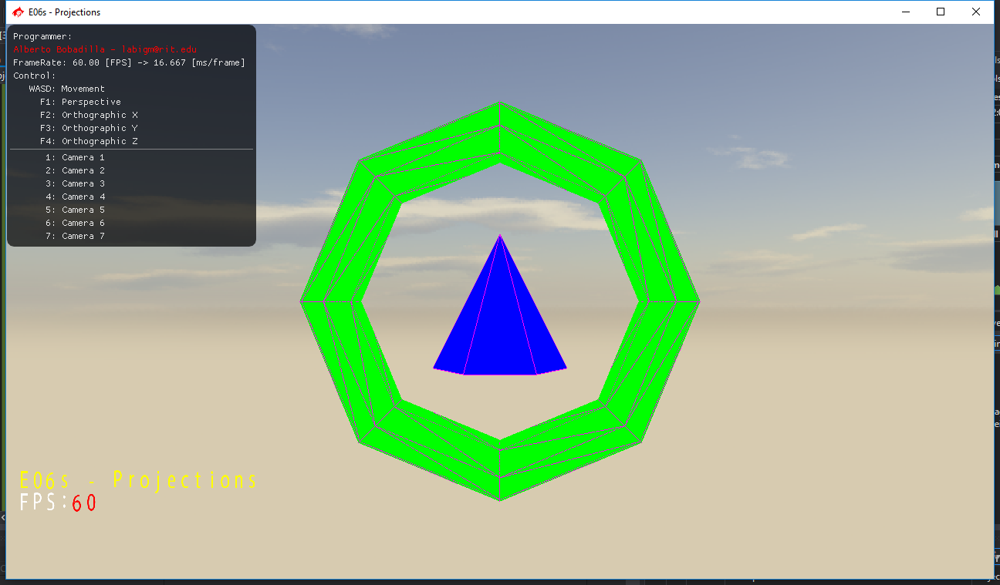 E06s - Projections
Programmer:
Alberto Bobadilla - labigm@rit.edu
FrameRate: 60.00 [FPS] -> 16.667 [ms/frame]
Control:
WASD: Movement
F1: Perspective
F2: Orthographic X
F3: Orthographic Y
F4: Orthographic Z
1: Camera 1
2: Camera 2
3: Camera 3
4: Camera 4
5: Camera 5
6: Camera 6
7: Camera 7
E06s - Projections
FPS:60